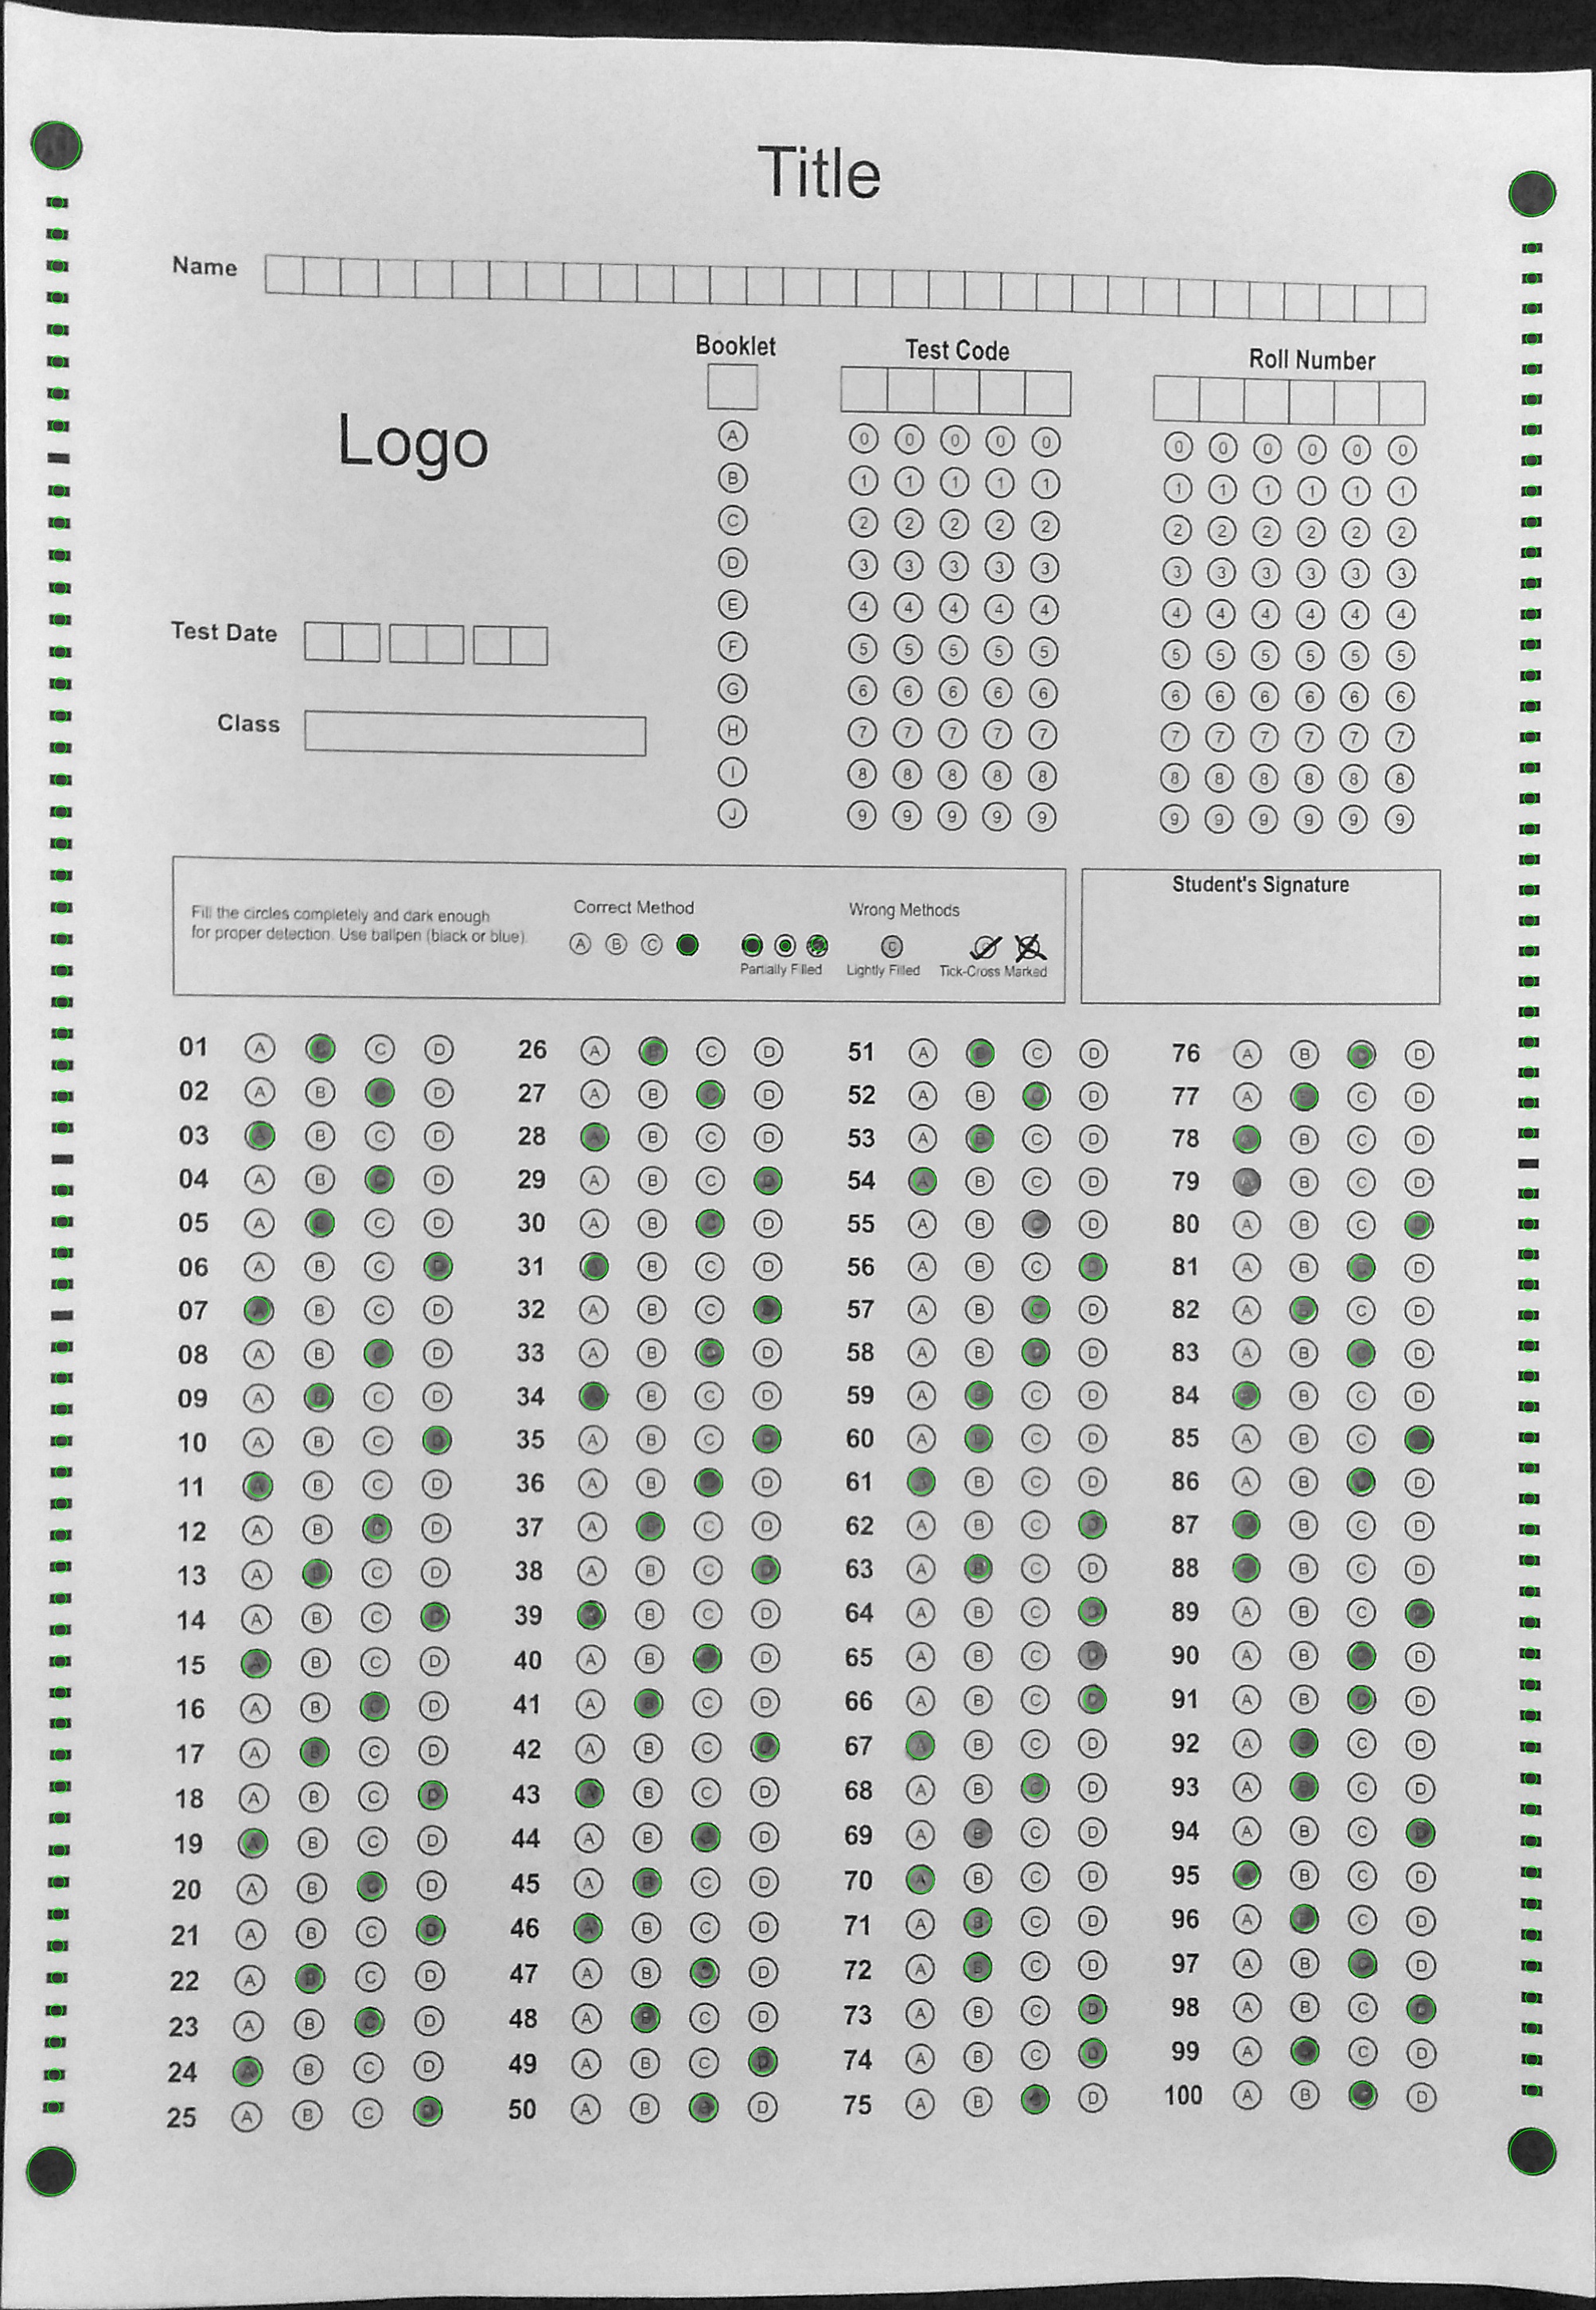 Title
Name
Booklet Test Code Roll Number
Logo
A 0 0 0 0 0 0 0 0 0 0 0
B 1 1 1 1 1 1 1 1 1 1 1
C 2 2 2 2 2 2 2 2 2 2 2
D 3 3 3 3 3 3 3 3 3 3 3
E 4 4 4 4 4 4 4 4 4 4 4
Test Date F 5 5 5 5 5 5 5 5 5 5 5
G 6 6 6 6 6 6 6 6 6 6 6
Class H 7 7 7 7 7 7 7 7 7 7 7
I 8 8 8 8 8 8 8 8 8 8 8
J 9 9 9 9 9 9 9 9 9 9 9
Fill the circles completely and dark enough
for proper detection. Use ballpen (black or blue).
Correct Method
A B C
Wrong Methods
C
Partially Filled Lightly Filled Tick-Cross Marked
Student's Signature
01 A C D 26 A C D 51 A C D 76 A B D
02 A B D 27 A B D 52 A B D 77 A C D
03 A B C D 28 A B C D 53 A B C D 78 A B C D
04 A B D 29 A B C 54 A B C D 79 A B C D
05 A C D 30 A B C D 55 A B D 80 A B C
06 A B C 31 A B C D 56 A B C 81 A B C D
07 A B C D 32 A B C 57 A B C D 82 A C D
08 A B C D 33 A B D 58 A B D 83 A B D
09 A B C D 34 B C D 59 A B C D 84 B C D
10 A B C 35 A B C 60 A C D 85 A B C
11 A B C D 36 A B D 61 B C D 86 A B D
12 A B D 37 A C D 62 A B C D 87 B C D
13 A C D 38 A B C 63 A B C D 88 B C D
14 A B C D 39 B C D 64 A B C D 89 A B C
15 A B C D 40 A B D 65 A B C D 90 A B D
16 A B C D 41 A B C D 66 A B C D 91 A B D
17 A B C D 42 A B C 67 A B C D 92 A C D
18 A B C D 43 A B C D 68 A B C D 93 A B C D
19 A B C D 44 A B D 69 A B C D 94 A B C D
20 A B D 45 A B C D 70 A B C D 95 A B C D
21 A B C D 46 A B C D 71 A B C D 96 A C D
22 A B C D 47 A B D 72 A B C D 97 A B D
23 A B C D 48 A B C D 73 A B C D 98 A B C
24 A B C D 49 A B C 74 A B C D 99 A C D
25 A B C 50 A B D 75 A B D 100 A B D